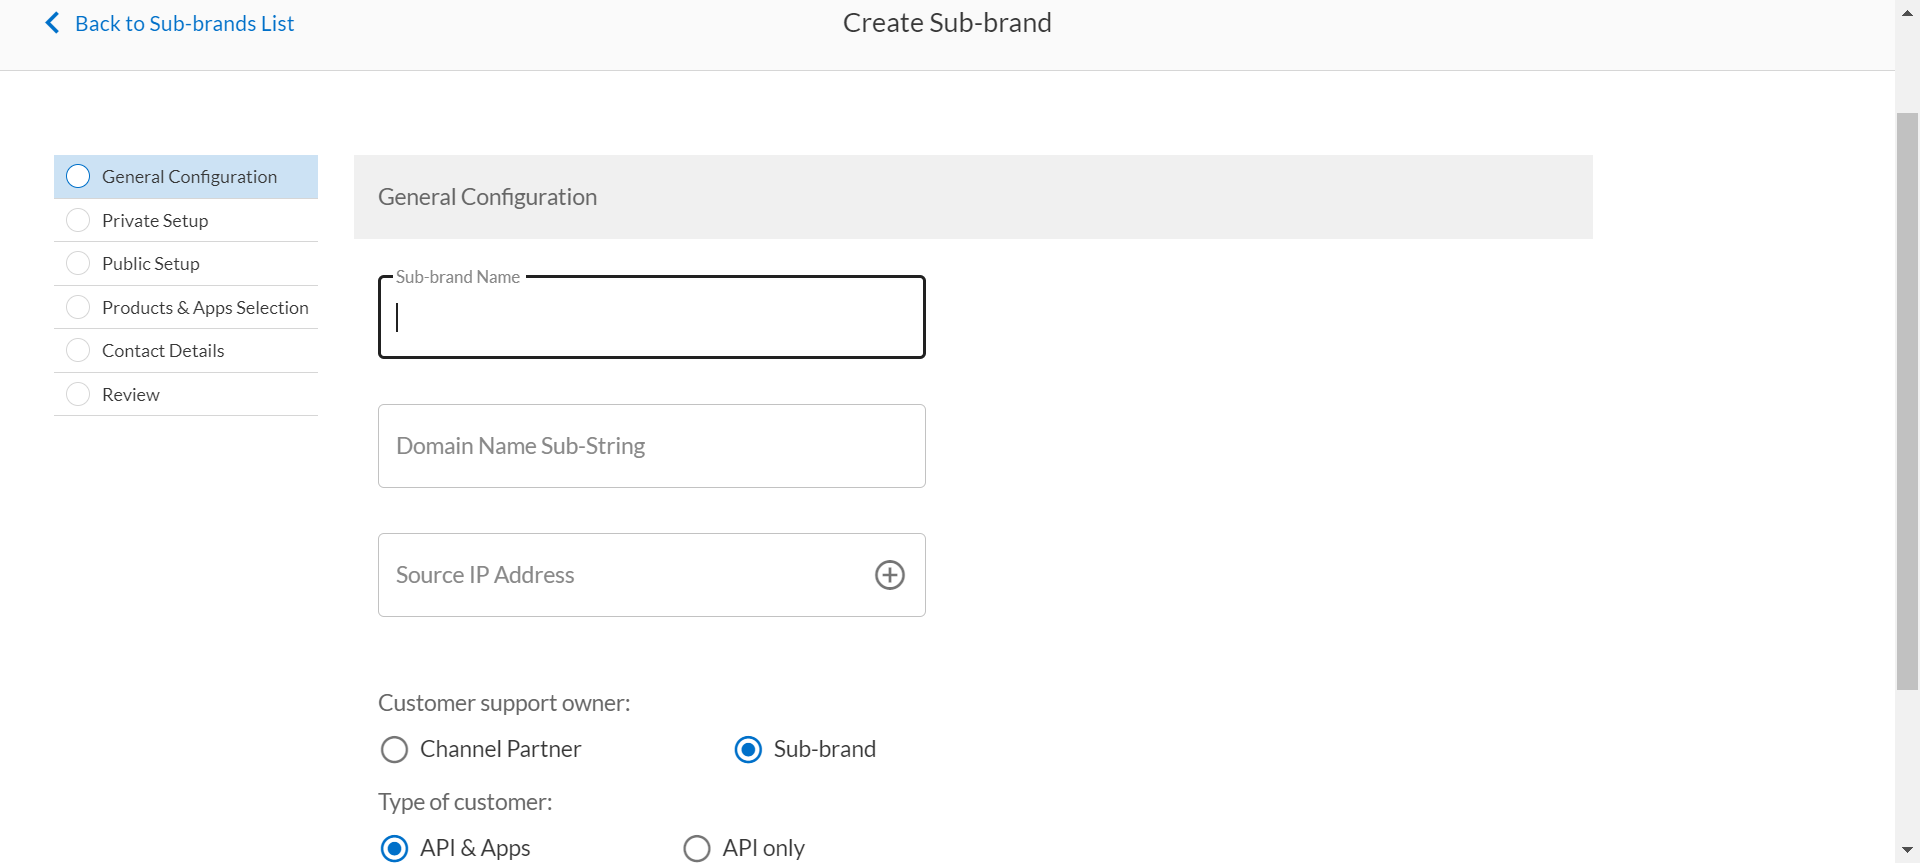 Back to Sub-brands List
Create Sub-brand
General Configuration
Private Setup
Public Setup
Products & Apps Selection
Contact Details
Review
General Configuration
Sub-brand Name
Domain Name Sub-String
Source IP Address
Customer support owner:
Channel Partner
Sub-brand
Type of customer:
API & Apps
API only